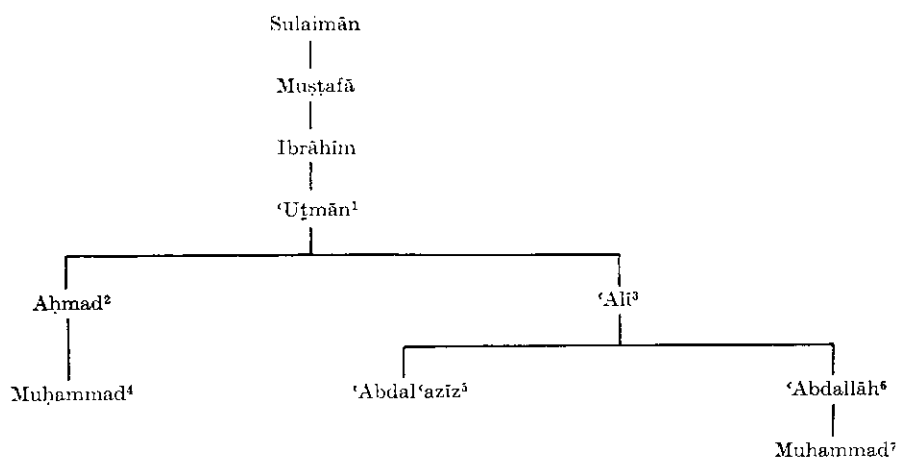 Sulaimān
Muṣṭafā
Ibrāhīm
ʿUṯmān¹
Aḥmad² ʿAlī³
Muḥammad⁴ ʿAbdalʿazīz⁵ ʿAbdallāh⁶
Muḥammad⁷